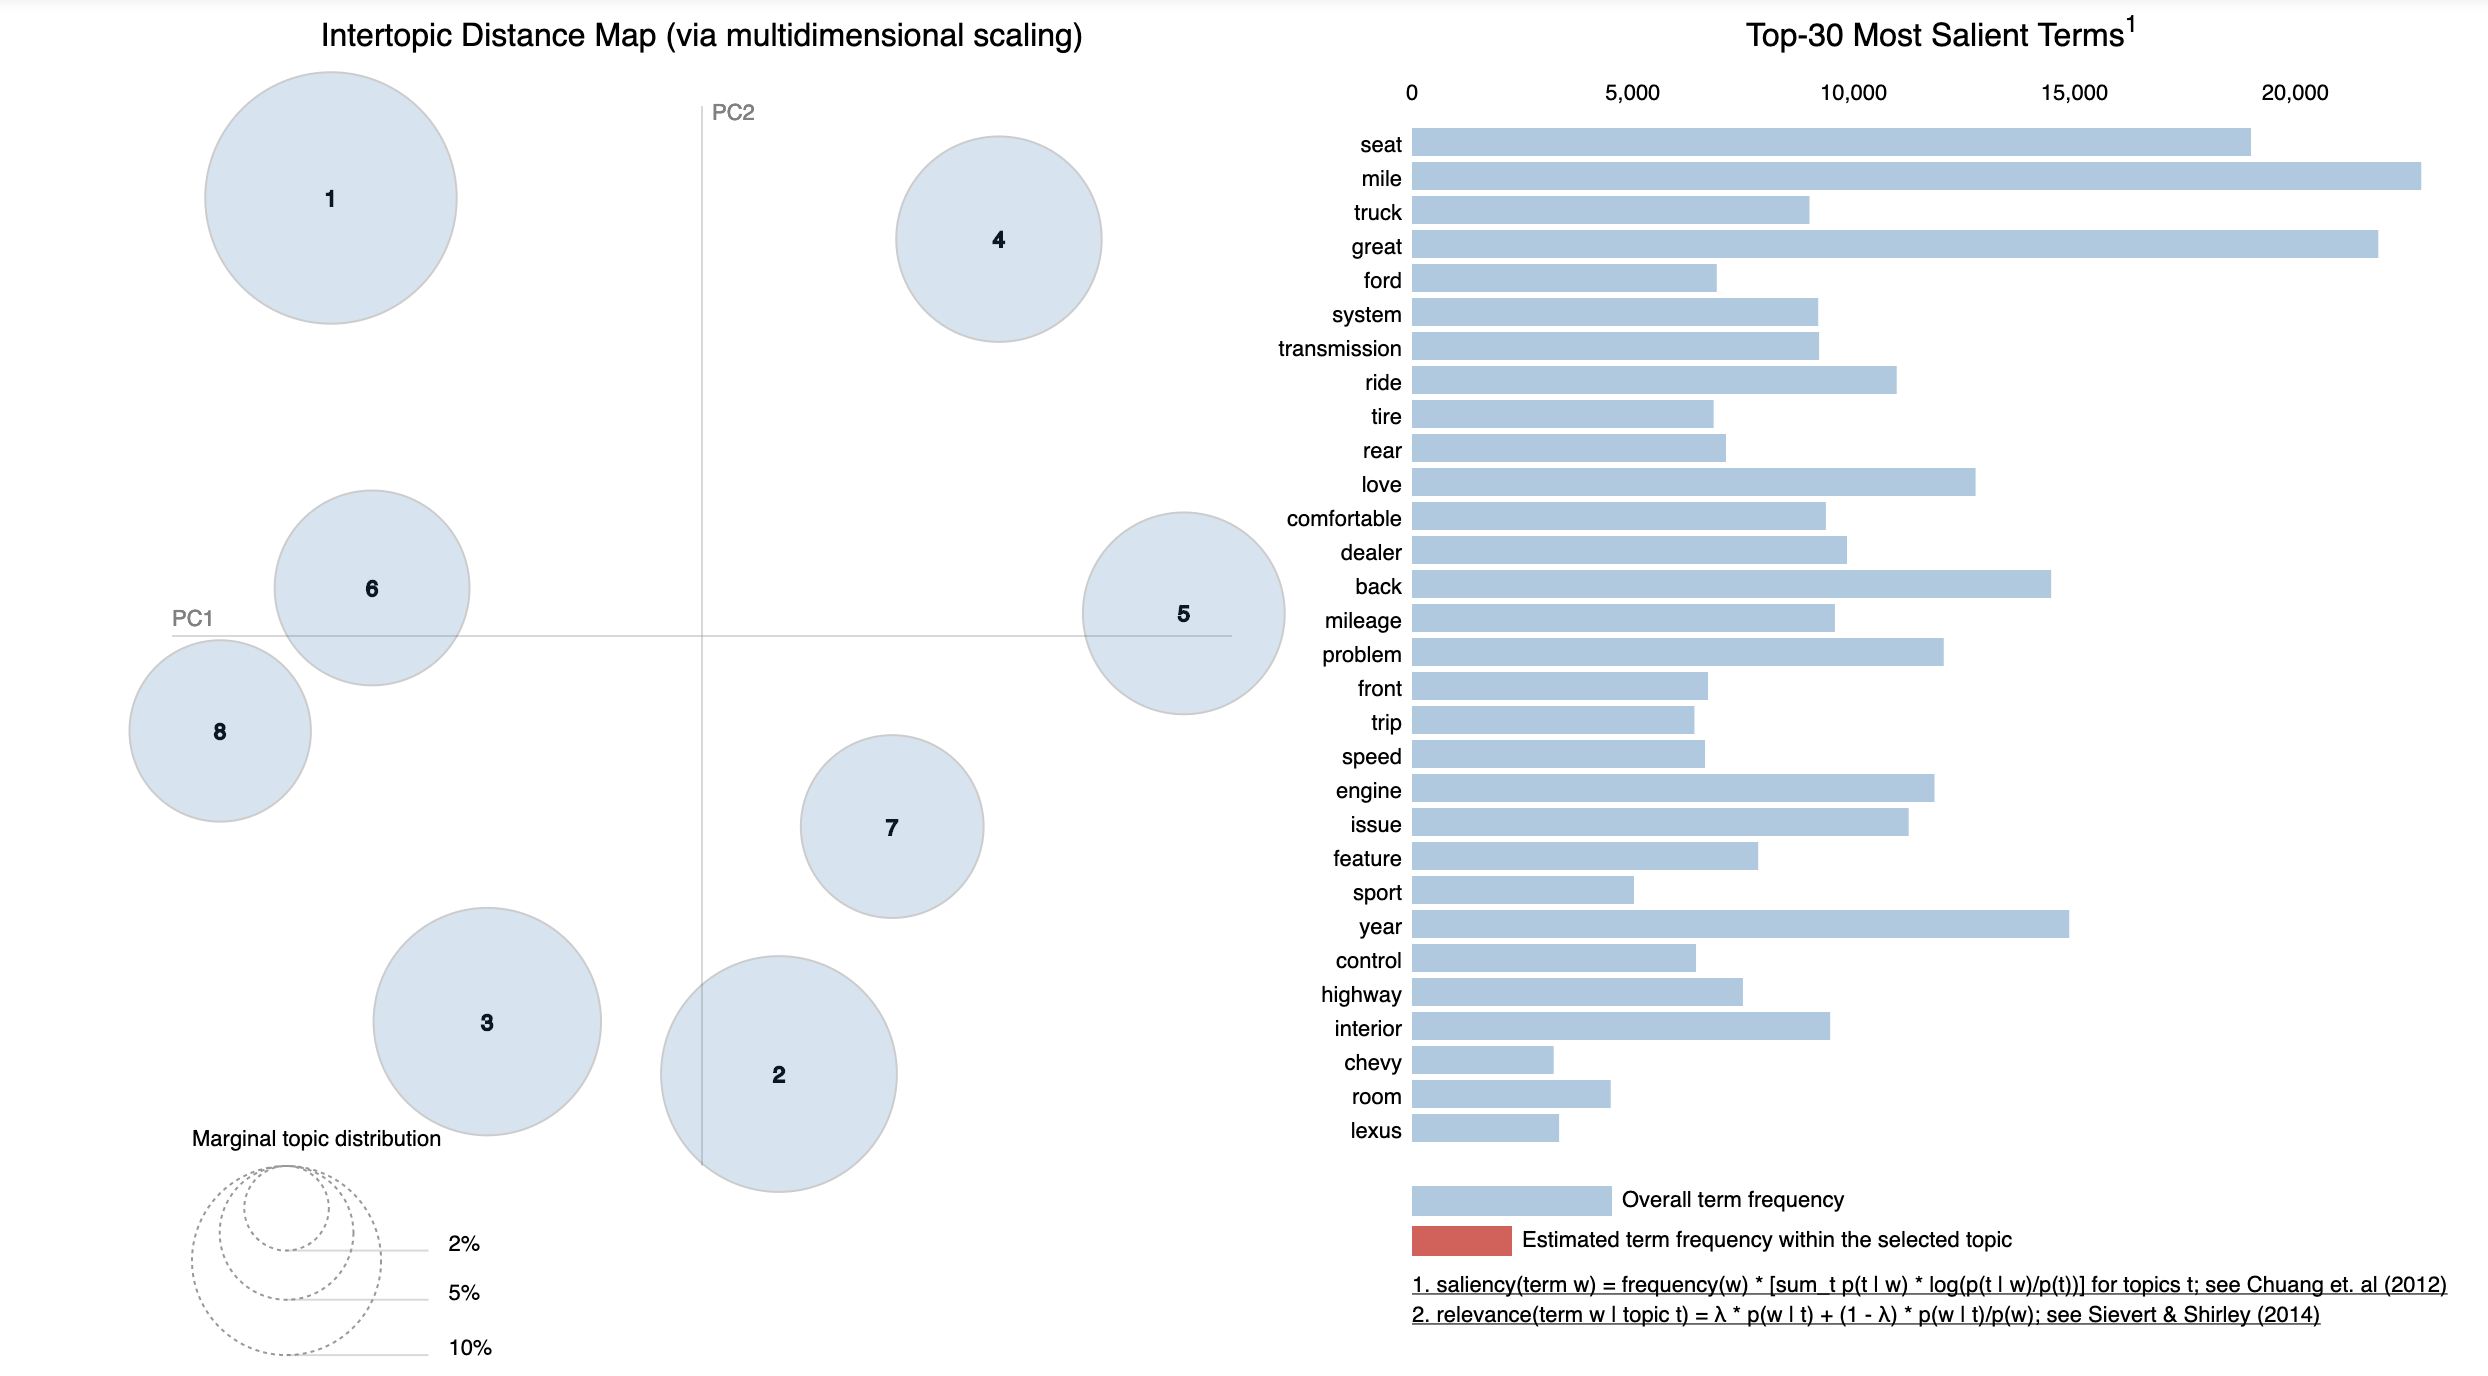 Intertopic Distance Map (via multidimensional scaling)
PC2
PC1
1
4
6
5
8
7
3
2
Marginal topic distribution
2%
5%
10%
Top-30 Most Salient Terms1
0 5,000 10,000 15,000 20,000
seat
mile
truck
great
ford
system
transmission
ride
tire
rear
love
comfortable
dealer
back
mileage
problem
front
trip
speed
engine
issue
feature
sport
year
control
highway
interior
chevy
room
lexus
Overall term frequency
Estimated term frequency within the selected topic
1. saliency(term w) = frequency(w) * [sum_t p(t | w) * log(p(t | w)/p(t))] for topics t; see Chuang et. al (2012)
2. relevance(term w | topic t) = λ * p(w | t) + (1 - λ) * p(w | t)/p(w); see Sievert & Shirley (2014)